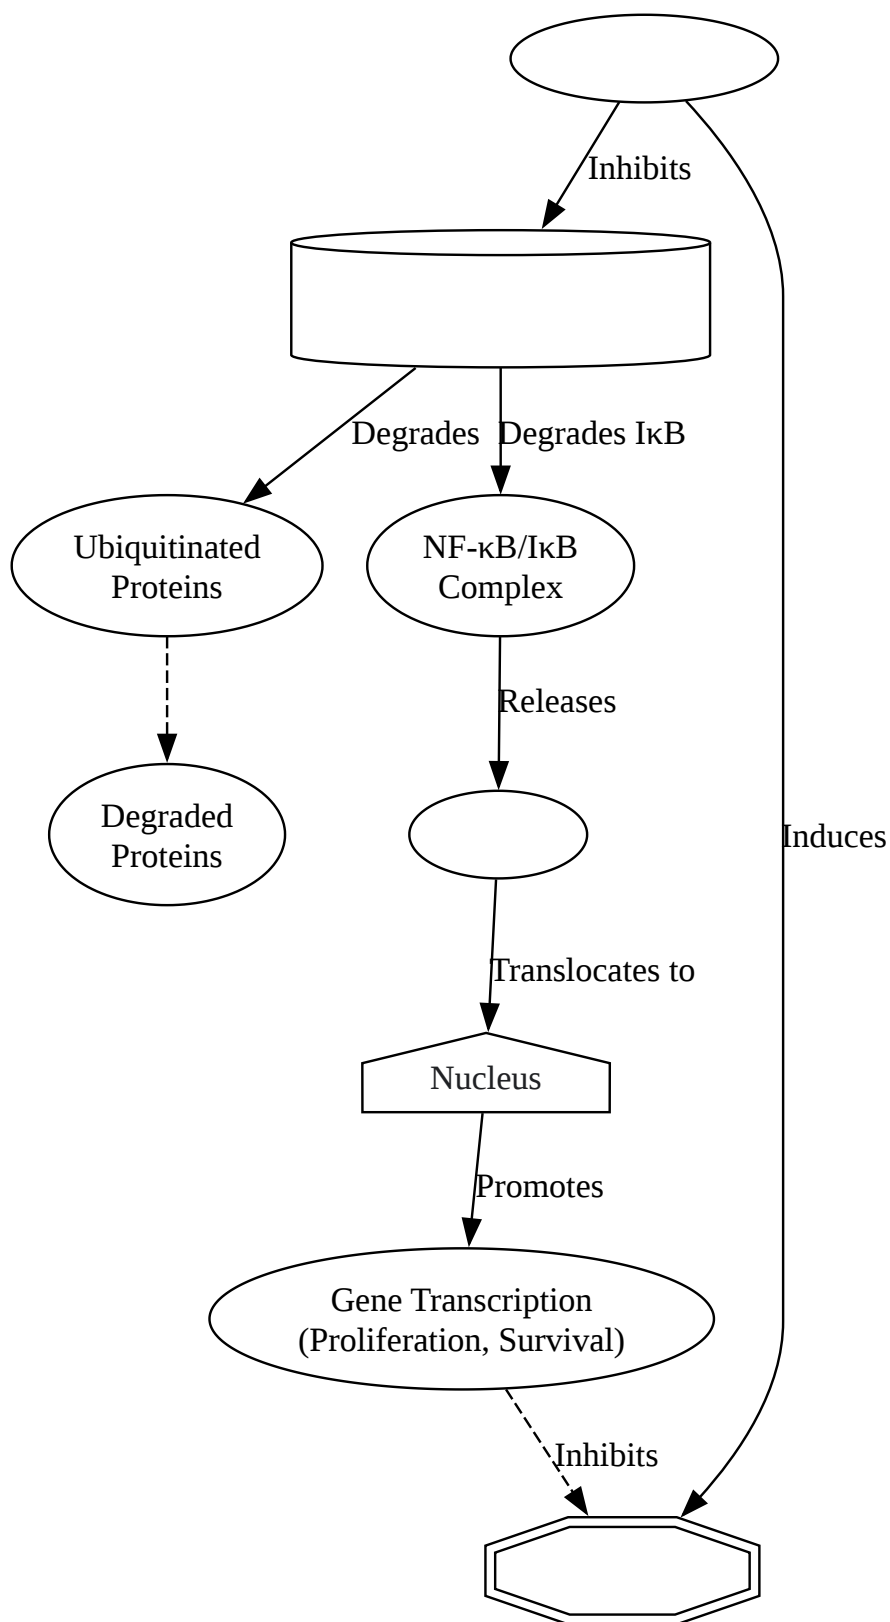 Inhibits
Degrades
Degrades IκB
Ubiquitinated
Proteins
NF-κB/IκB
Complex
Releases
Degraded
Proteins
Induces
Translocates to
Nucleus
Promotes
Gene Transcription
(Proliferation, Survival)
Inhibits